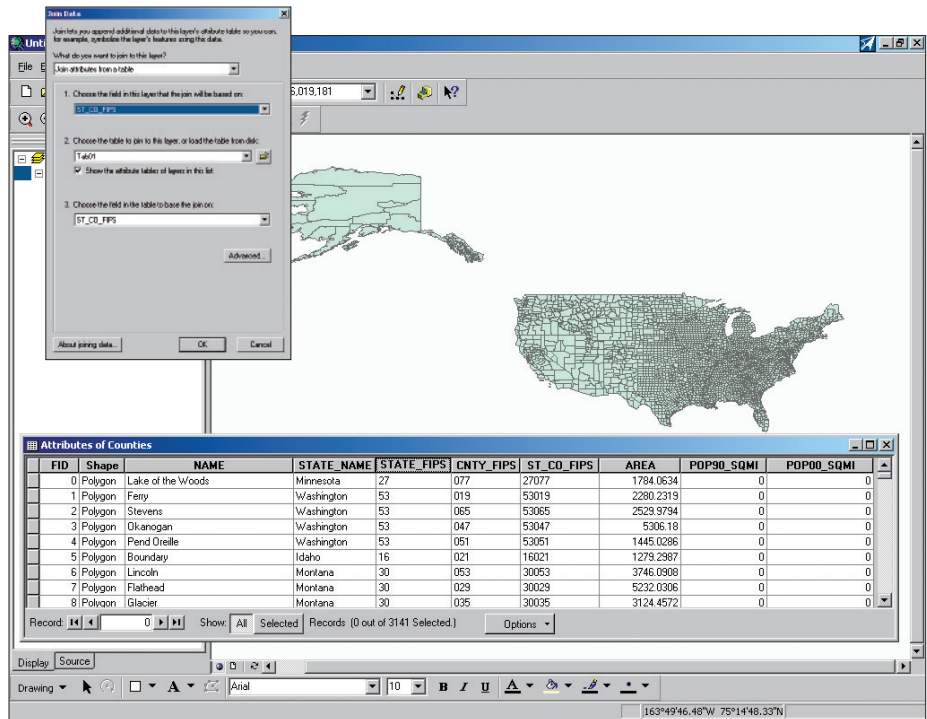 Join Data
Join lets you append additional data to this layer's attribute table so you can,
for example, symbolize the layer's features using this data.
What do you want to join to this layer?
Join attributes from a table
1. Choose the field in this layer that the join will be based on:
ST_CO_FIPS
2. Choose the table to join to this layer, or load the table from disk:
Tab01
Show the attribute tables of layers in this list
3. Choose the field in the table to base the join on:
ST_CO_FIPS
Advanced...
About joining data...
OK
Cancel
Unti
File E
6,019,181
Attributes of Counties
FID Shape NAME STATE_NAME STATE_FIPS CNTY_FIPS ST_CO_FIPS AREA POP90_SQMI POP00_SQMI
0 Polygon Lake of the Woods Minnesota 27 077 27077 1784.0634 0 0
1 Polygon Ferry Washington 53 019 53019 2280.2319 0 0
2 Polygon Stevens Washington 53 065 53065 2529.9794 0 0
3 Polygon Okanogan Washington 53 047 53047 5306.18 0 0
4 Polygon Pend Oreille Washington 53 051 53051 1445.0286 0 0
5 Polygon Boundary Idaho 16 021 16021 1279.2987 0 0
6 Polygon Lincoln Montana 30 053 30053 3746.0908 0 0
7 Polygon Flathead Montana 30 029 30029 5232.0306 0 0
8 Polygon Glacier Montana 30 035 30035 3124.4572 0 0
Record: 0 Show: All Selected Records (0 out of 3141 Selected.) Options
Display Source
Drawing A Arial 10 B I U A
163°49'46.48"W 75°14'48.33"N